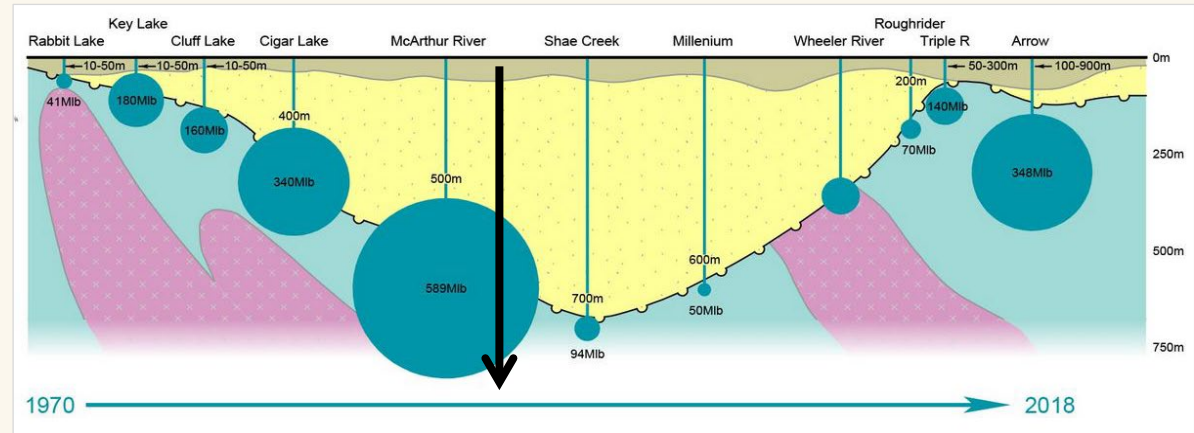 Key Lake
Roughrider
Rabbit Lake
Cluff Lake
Cigar Lake
McArthur River
Shae Creek
Millenium
Wheeler River
Triple R
Arrow
10-50m
10-50m
10-50m
50-300m
100-900m
0m
41Mlb
180Mlb
160Mlb
400m
340Mlb
500m
589Mlb
700m
94Mlb
600m
50Mlb
200m
70Mlb
140Mlb
348Mlb
250m
500m
750m
1970
2018